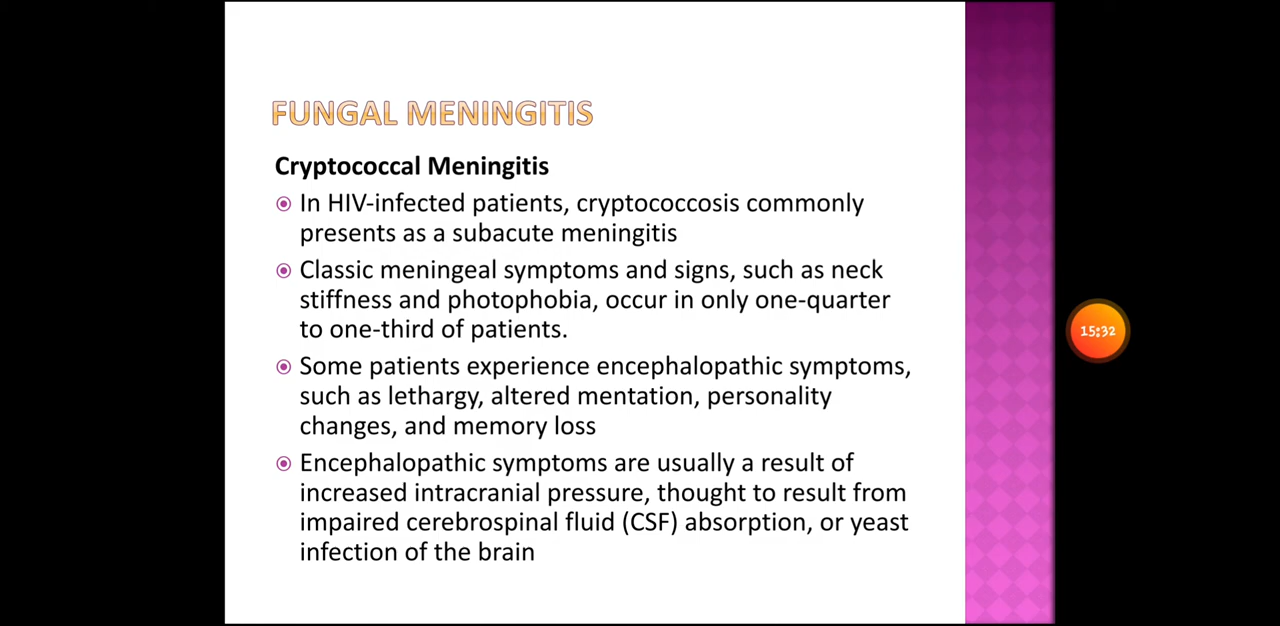 FUNGAL MENINGITIS
Cryptococcal Meningitis
In HIV-infected patients, cryptococcosis commonly
presents as a subacute meningitis
Classic meningeal symptoms and signs, such as neck
stiffness and photophobia, occur in only one-quarter
to one-third of patients.
Some patients experience encephalopathic symptoms,
such as lethargy, altered mentation, personality
changes, and memory loss
Encephalopathic symptoms are usually a result of
increased intracranial pressure, thought to result from
impaired cerebrospinal fluid (CSF) absorption, or yeast
infection of the brain
15:32